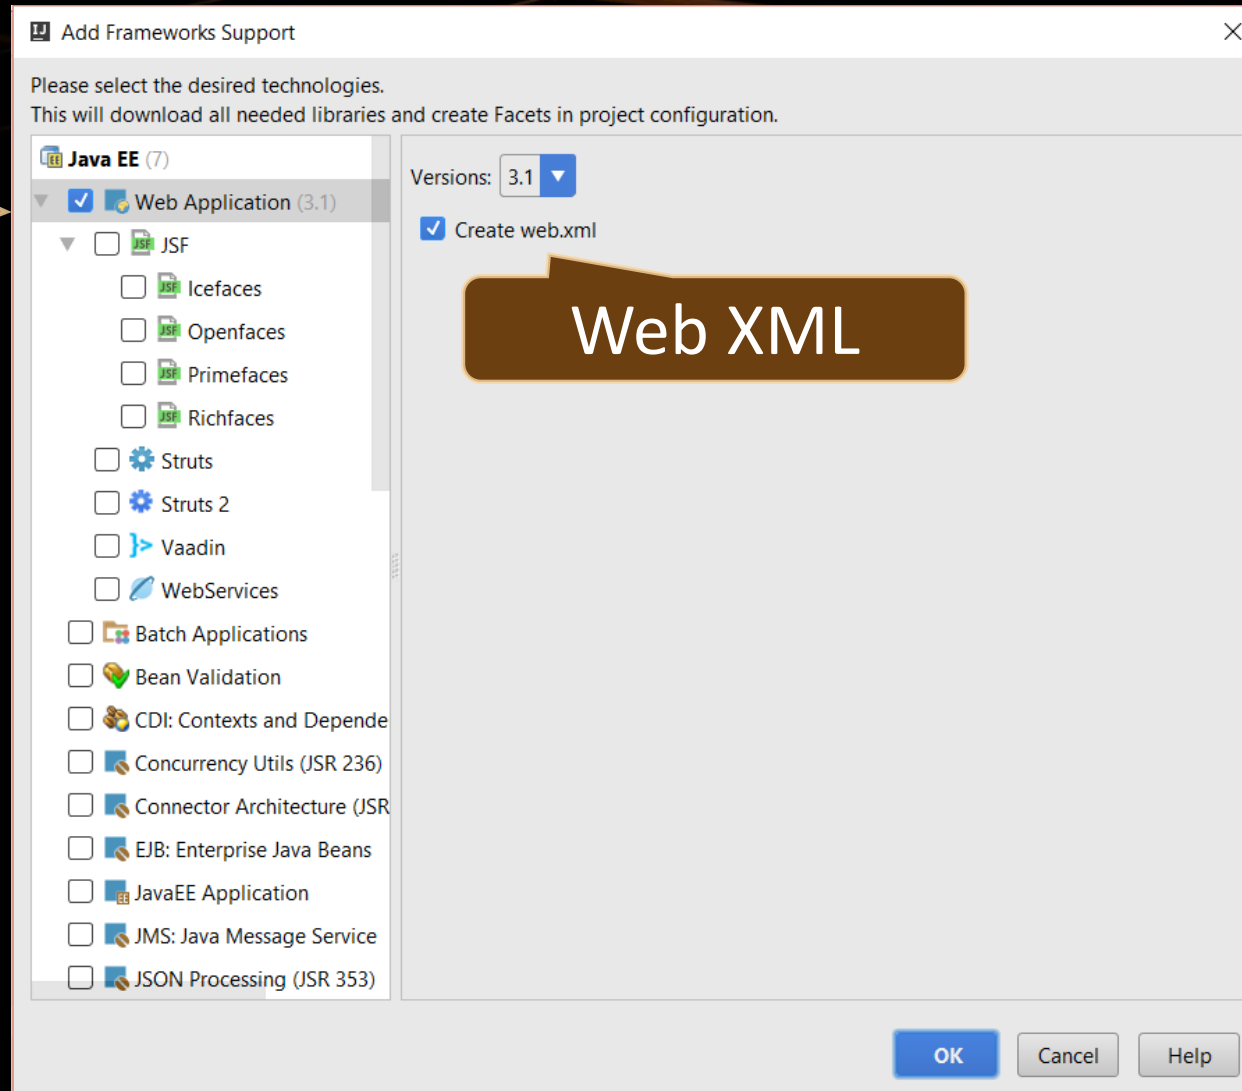 Add Frameworks Support
Please select the desired technologies.
This will download all needed libraries and create Facets in project configuration.
Java EE (7)
Web Application (3.1)
JSF
Icefaces
Openfaces
Primefaces
Richfaces
Struts
Struts 2
Vaadin
WebServices
Batch Applications
Bean Validation
CDI: Contexts and Depende
Concurrency Utils (JSR 236)
Connector Architecture (JSR
EJB: Enterprise Java Beans
JavaEE Application
JMS: Java Message Service
JSON Processing (JSR 353)
Versions: 3.1
Create web.xml
Web XML
OK Cancel Help